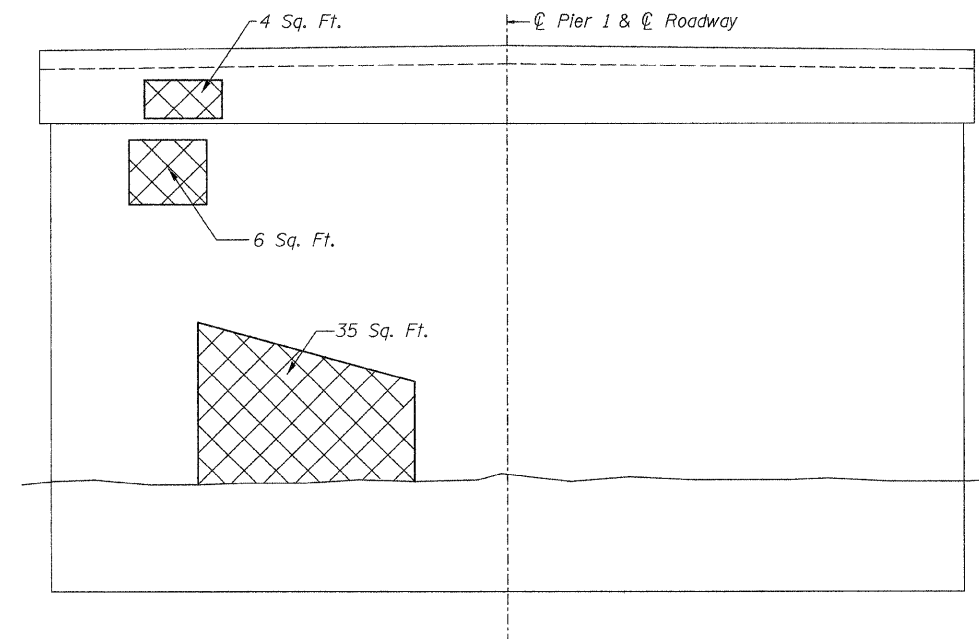 4 Sq. Ft.
℄ Pier 1 & ℄ Roadway
6 Sq. Ft.
35 Sq. Ft.